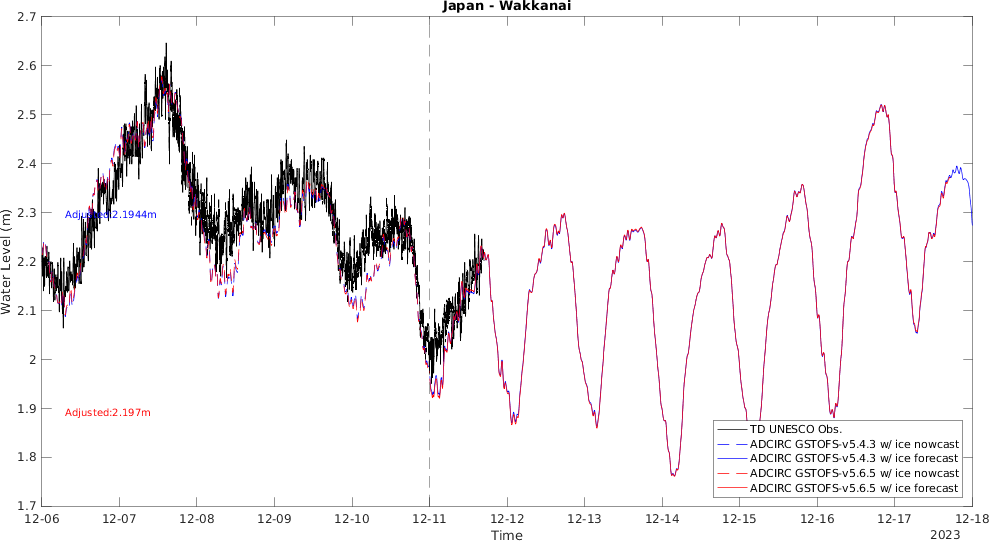 Japan - Wakkanai
2.7
2.6
2.5
2.4
2.3
2.2
2.1
2
1.9
1.8
1.7
Water Level (m)
Adjusted:2.1944m
Adjusted:2.197m
TD UNESCO Obs.
ADCIRC GSTOFS-v5.4.3 w/ ice nowcast
ADCIRC GSTOFS-v5.4.3 w/ ice forecast
ADCIRC GSTOFS-v5.6.5 w/ ice nowcast
ADCIRC GSTOFS-v5.6.5 w/ ice forecast
12-06 12-07 12-08 12-09 12-10 12-11 12-12 12-13 12-14 12-15 12-16 12-17 12-18
Time
2023